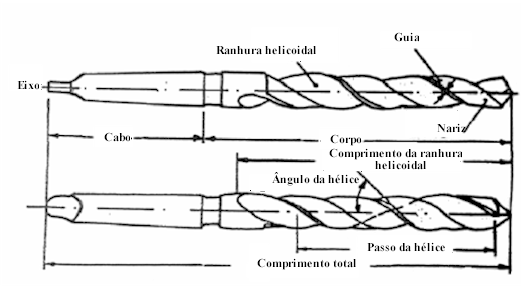 Guia
Ranhura helicoidal
Eixo
Nariz
Cabo
Corpo
Comprimento da ranhura
helicoidal
Ângulo da hélice
Passo da hélice
Comprimento total